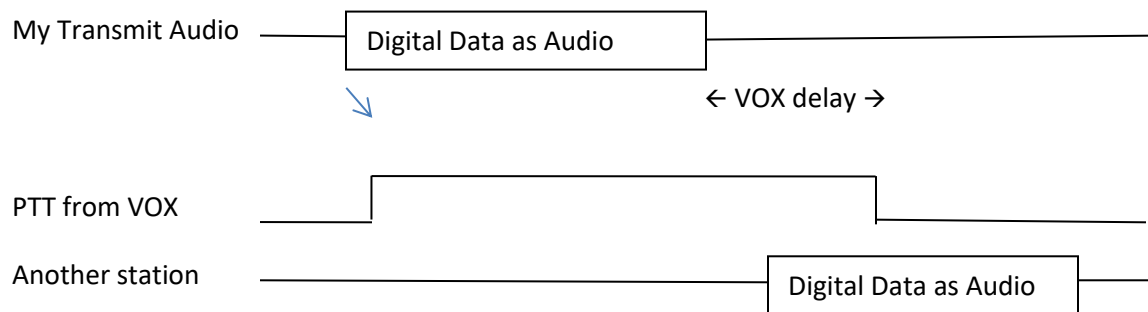 My Transmit Audio
Digital Data as Audio
← VOX delay →
PTT from VOX
Another station
Digital Data as Audio